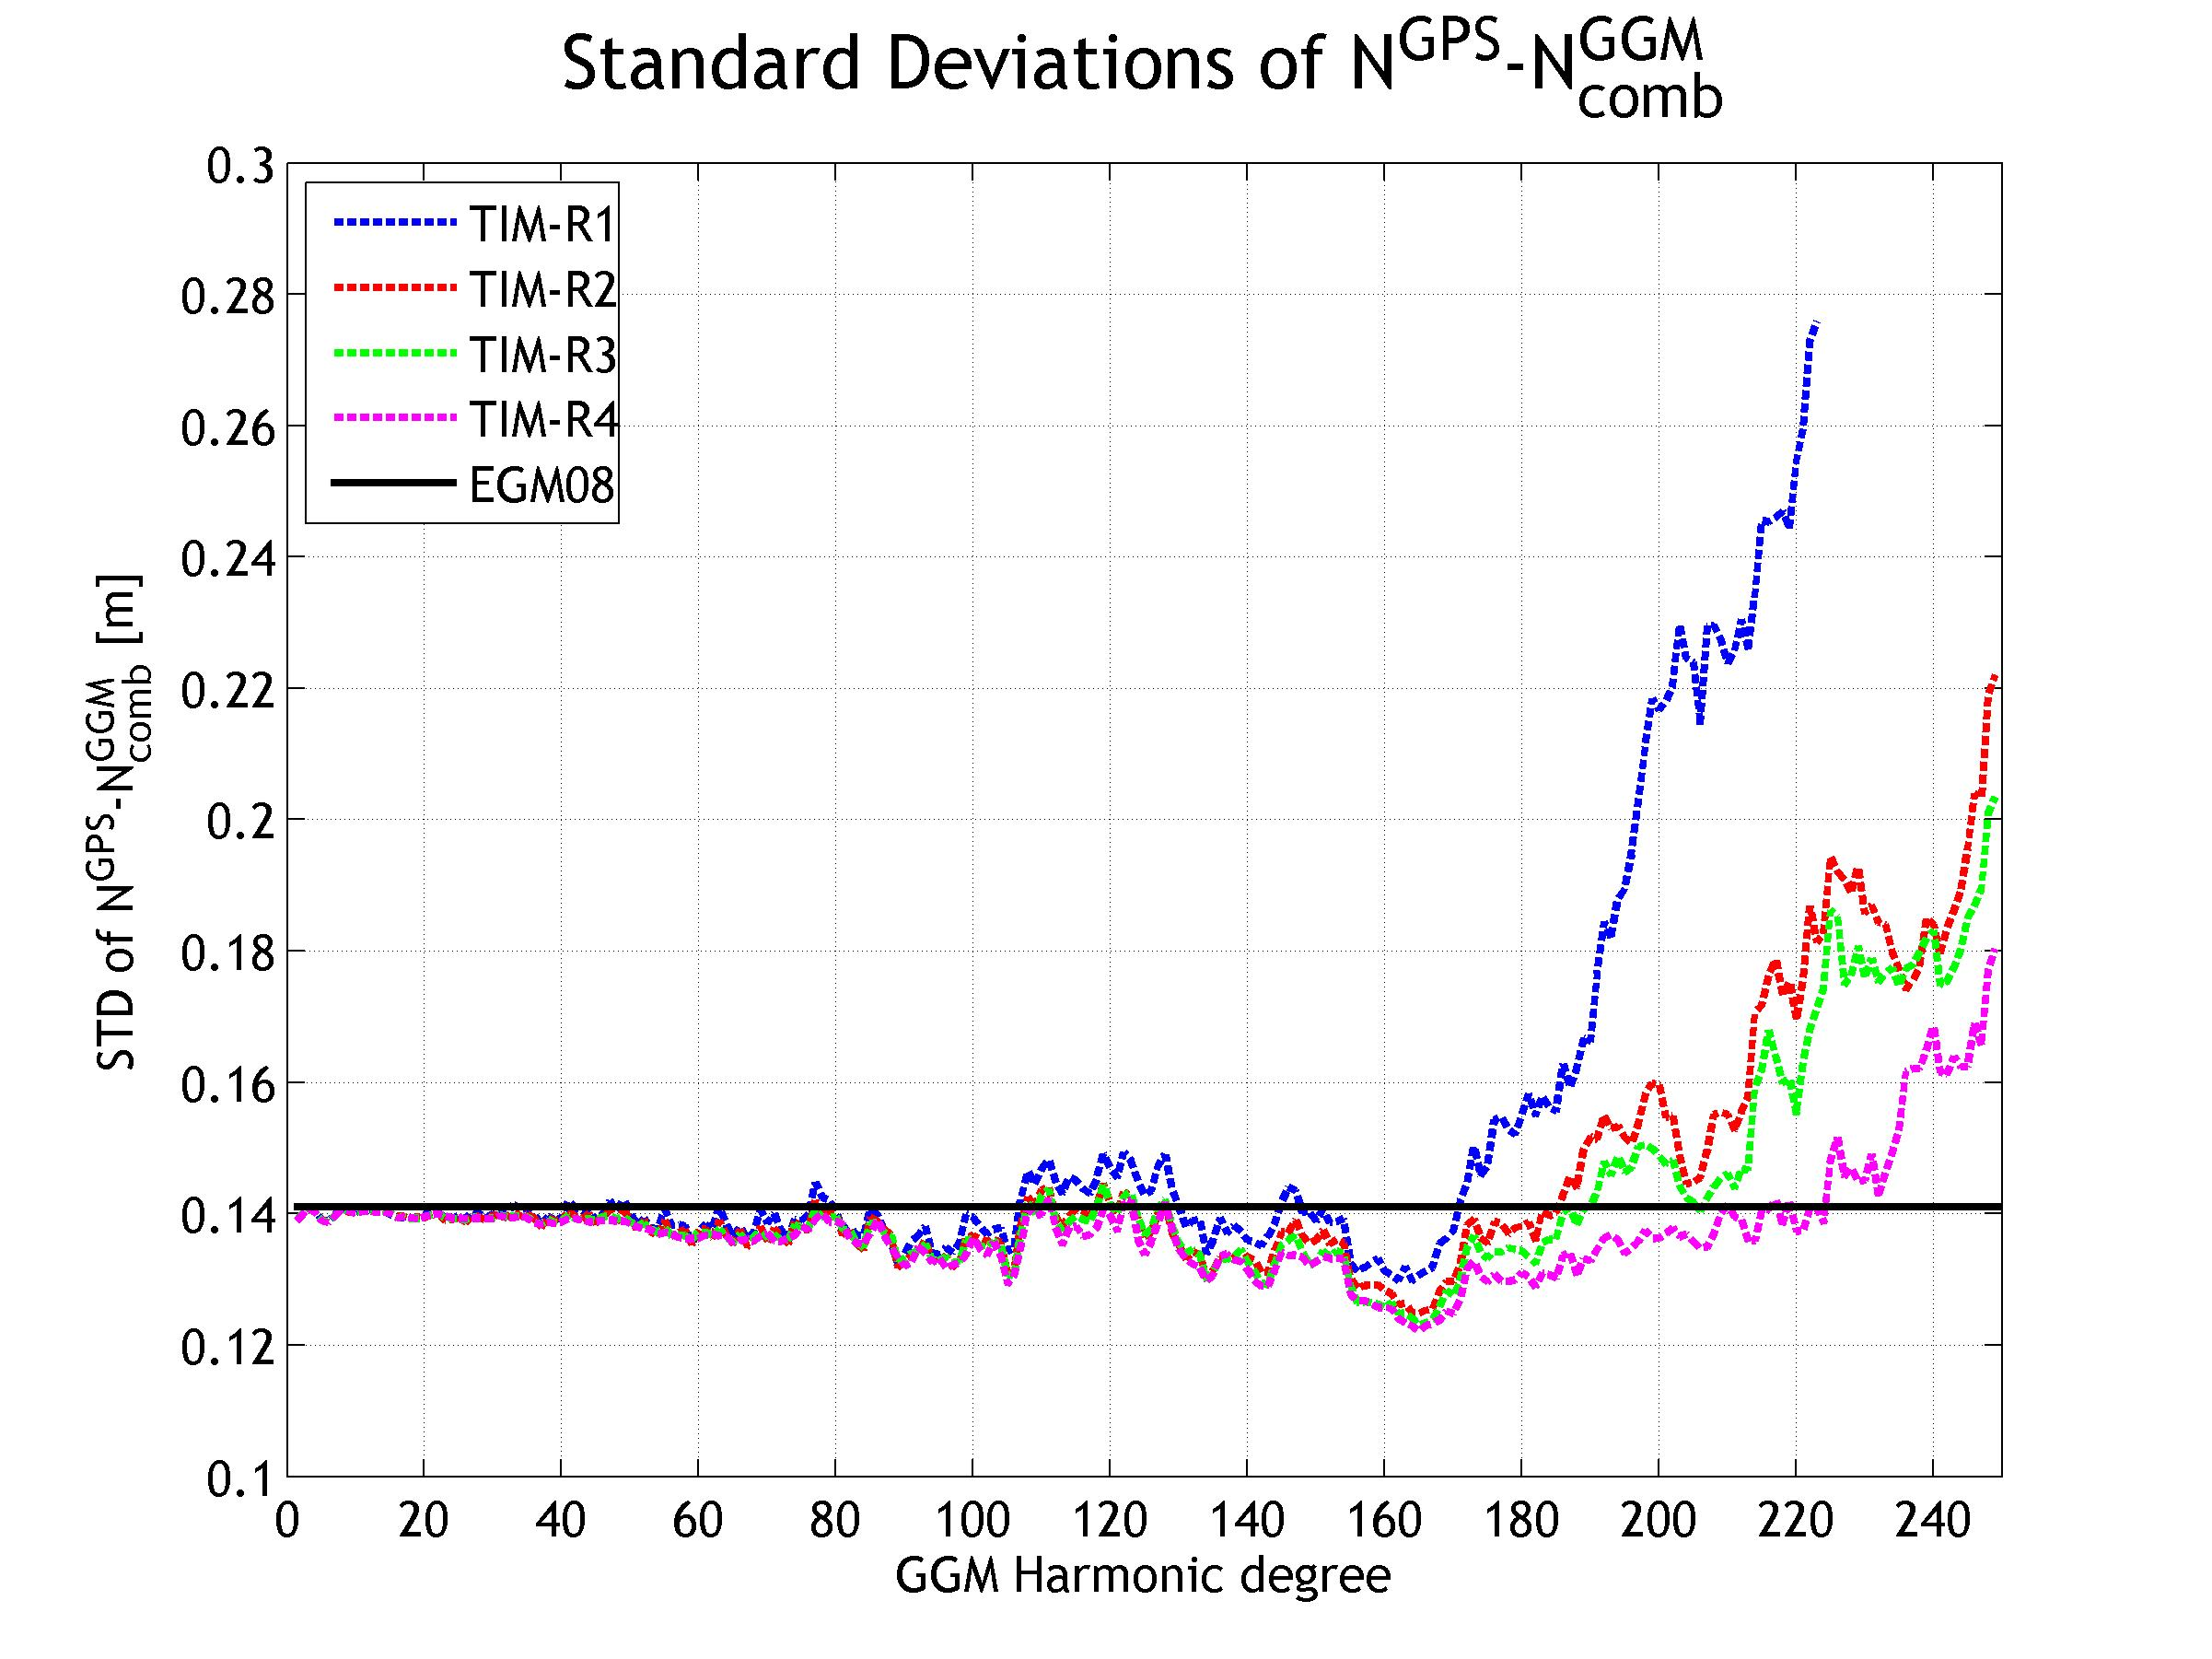 Standard Deviations of N^GPS-N^GGM_comb
STD of N^GPS-N^GGM_comb [m]
0.3
0.28
0.26
0.24
0.22
0.2
0.18
0.16
0.14
0.12
0.1
TIM-R1
TIM-R2
TIM-R3
TIM-R4
EGM08
0 20 40 60 80 100 120 140 160 180 200 220 240
GGM Harmonic degree